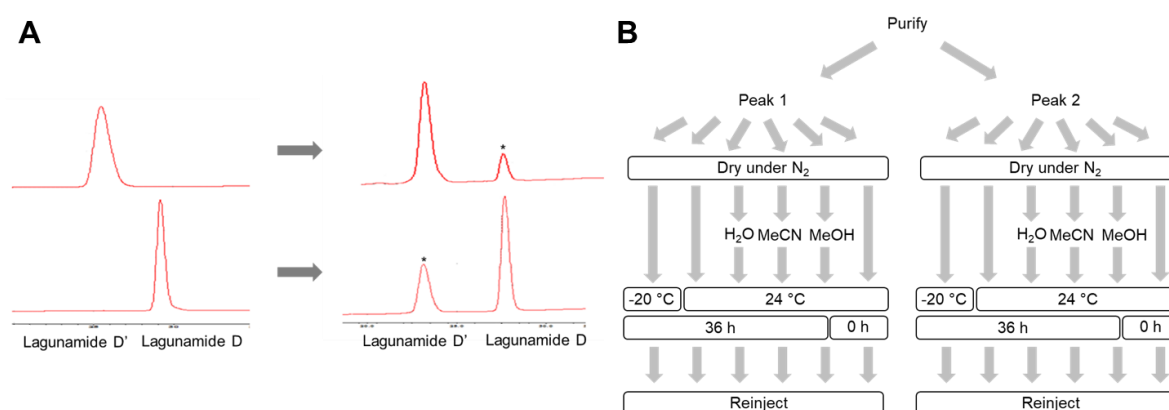 A
*
*
Lagunamide D' Lagunamide D
Lagunamide D' Lagunamide D
B
Purify
Peak 1
Peak 2
Dry under N₂
Dry under N₂
H₂O MeCN MeOH
H₂O MeCN MeOH
-20 °C
24 °C
-20 °C
24 °C
36 h
0 h
36 h
0 h
Reinject
Reinject